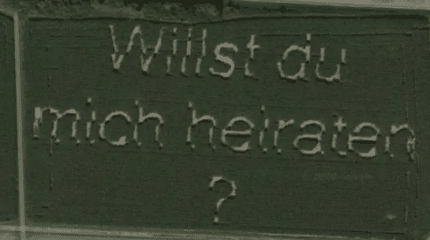 Willst du
mich heiraten
?